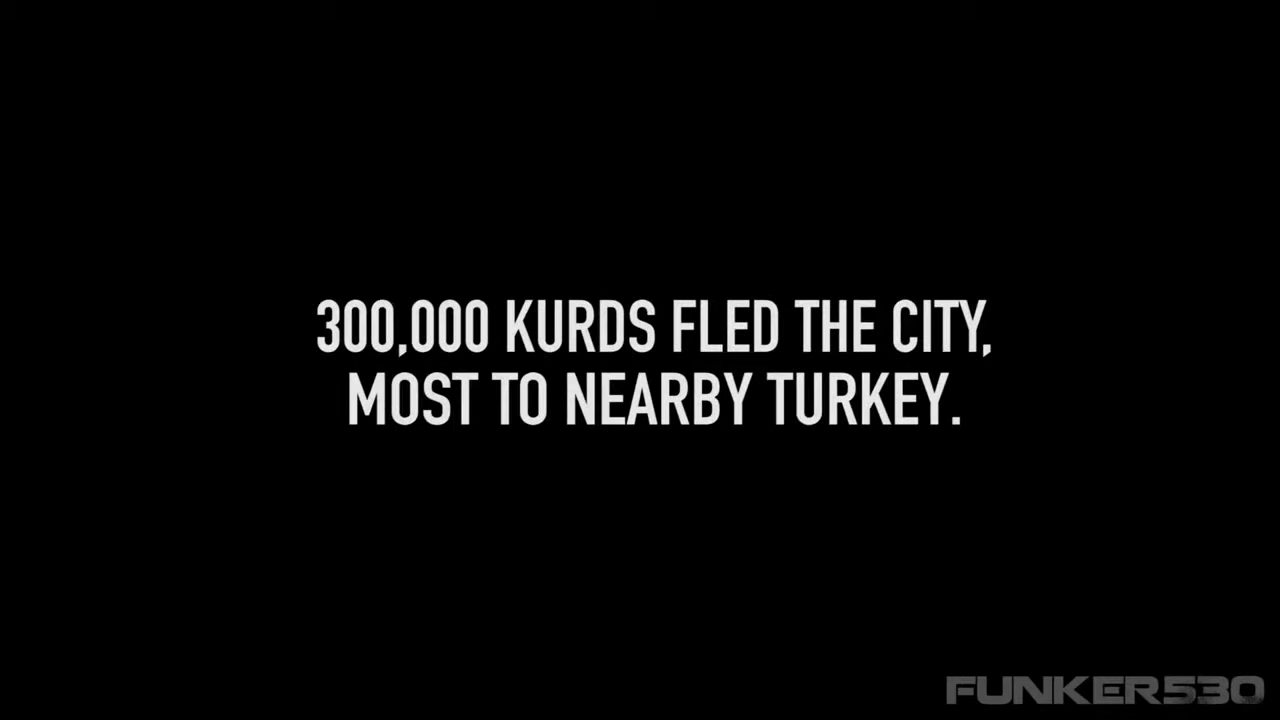 300,000 KURDS FLED THE CITY,
MOST TO NEARBY TURKEY.
FUNKER530